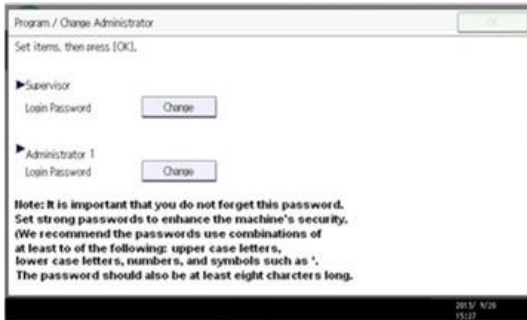 Program / Change Administrator
OK
Set items, then press [OK].
►Supervisor
Login Password
Change
►Administrator 1
Login Password
Change
Note: It is important that you do not forget this password.
Set strong passwords to enhance the machine's security.
(We recommend the passwords use combinations of
at least to of the following: upper case letters,
lower case letters, numbers, and symbols such as '.
The password should also be at least eight charcters long.
2013/ 9/20
15:27